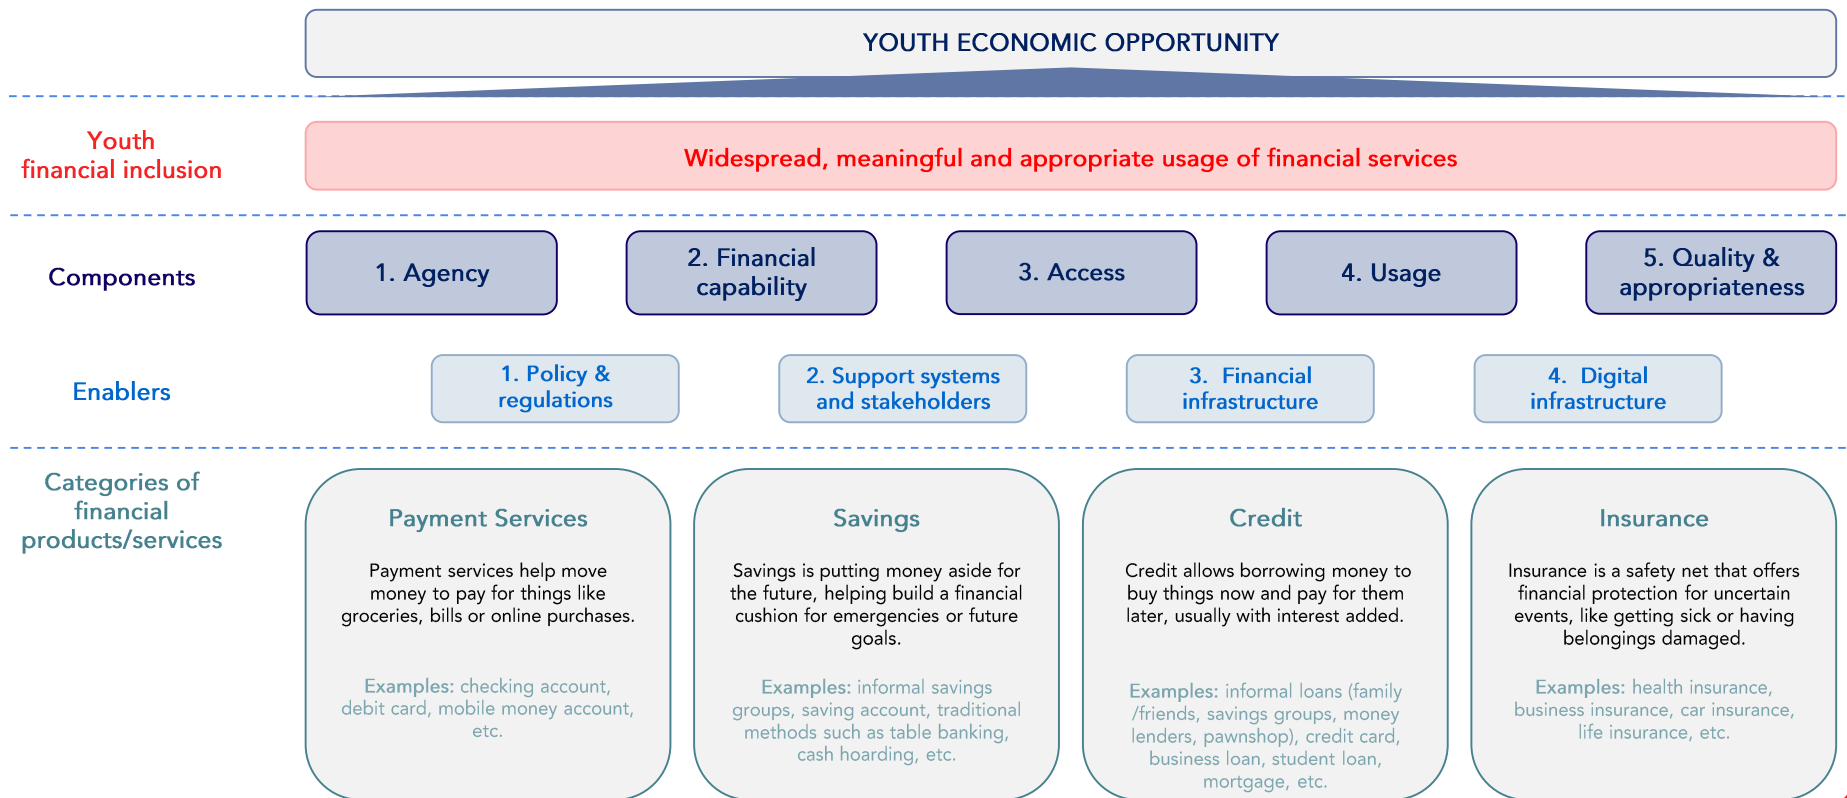 YOUTH ECONOMIC OPPORTUNITY
Youth
financial inclusion
Widespread, meaningful and appropriate usage of financial services
Components
1. Agency
2. Financial
capability
3. Access
4. Usage
5. Quality &
appropriateness
Enablers
1. Policy &
regulations
2. Support systems
and stakeholders
3. Financial
infrastructure
4. Digital
infrastructure
Categories of
financial
products/services
Payment Services
Payment services help move
money to pay for things like
groceries, bills or online purchases.
Examples: checking account,
debit card, mobile money account,
etc.
Savings
Savings is putting money aside for
the future, helping build a financial
cushion for emergencies or future
goals.
Examples: informal savings
groups, saving account, traditional
methods such as table banking,
cash hoarding, etc.
Credit
Credit allows borrowing money to
buy things now and pay for them
later, usually with interest added.
Examples: informal loans (family
/friends, savings groups, money
lenders, pawnshop), credit card,
business loan, student loan,
mortgage, etc.
Insurance
Insurance is a safety net that offers
financial protection for uncertain
events, like getting sick or having
belongings damaged.
Examples: health insurance,
business insurance, car insurance,
life insurance, etc.